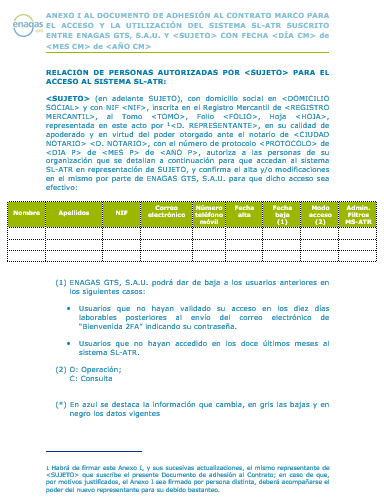 enagas
GTS
ANEXO I AL DOCUMENTO DE ADHESIÓN AL CONTRATO MARCO PARA
EL ACCESO Y LA UTILIZACIÓN DEL SISTEMA SL-ATR SUSCRITO
ENTRE ENAGAS GTS, S.A.U. Y <SUJETO> CON FECHA <DÍA CM> de
<MES CM> de <AÑO CM>
RELACIÓN DE PERSONAS AUTORIZADAS POR <SUJETO> PARA EL
ACCESO AL SISTEMA SL-ATR:
<SUJETO> (en adelante SUJETO), con domicilio social en <DOMICILIO
SOCIAL> y con NIF <NIF>, inscrita en el Registro Mercantil de <REGISTRO
MERCANTIL>, al Tomo <TOMO>, Folio <FOLIO>, Hoja <HOJA>,
representada en este acto por ¹<D. REPRESENTANTE>, en su calidad de
apoderado y en virtud del poder otorgado ante el notario de <CIUDAD
NOTARIO> <D. NOTARIO>, con el número de protocolo <PROTOCOLO> de
<DIA P> de <MES P> de <AÑO P>, autoriza a las personas de su
organización que se detallan a continuación para que accedan al sistema
SL-ATR en representación de SUJETO, y confirma el alta y/o modificaciones
en el mismo por parte de ENAGAS GTS, S.A.U. para que dicho acceso sea
efectivo:
Nombre Apellidos NIF Correo electrónico Número teléfono móvil Fecha alta Fecha baja (1) Modo acceso (2) Admin. Filtros MS-ATR
(1) ENAGAS GTS, S.A.U. podrá dar de baja a los usuarios anteriores en
los siguientes casos:
• Usuarios que no hayan validado su acceso en los diez días
laborables posteriores al envío del correo electrónico de
"Bienvenida 2FA" indicando su contraseña.
• Usuarios que no hayan accedido en los doce últimos meses al
sistema SL-ATR.
(2) O: Operación;
C: Consulta
(*) En azul se destaca la información que cambia, en gris las bajas y en
negro los datos vigentes
1 Habrá de firmar este Anexo I, y sus sucesivas actualizaciones, el mismo representante de
<SUJETO> que suscribe el presente Documento de Adhesión al Contrato; en caso de que,
por motivos justificados, el Anexo I sea firmado por persona distinta, deberá acompañarse el
poder del nuevo representante para su debido bastanteo.